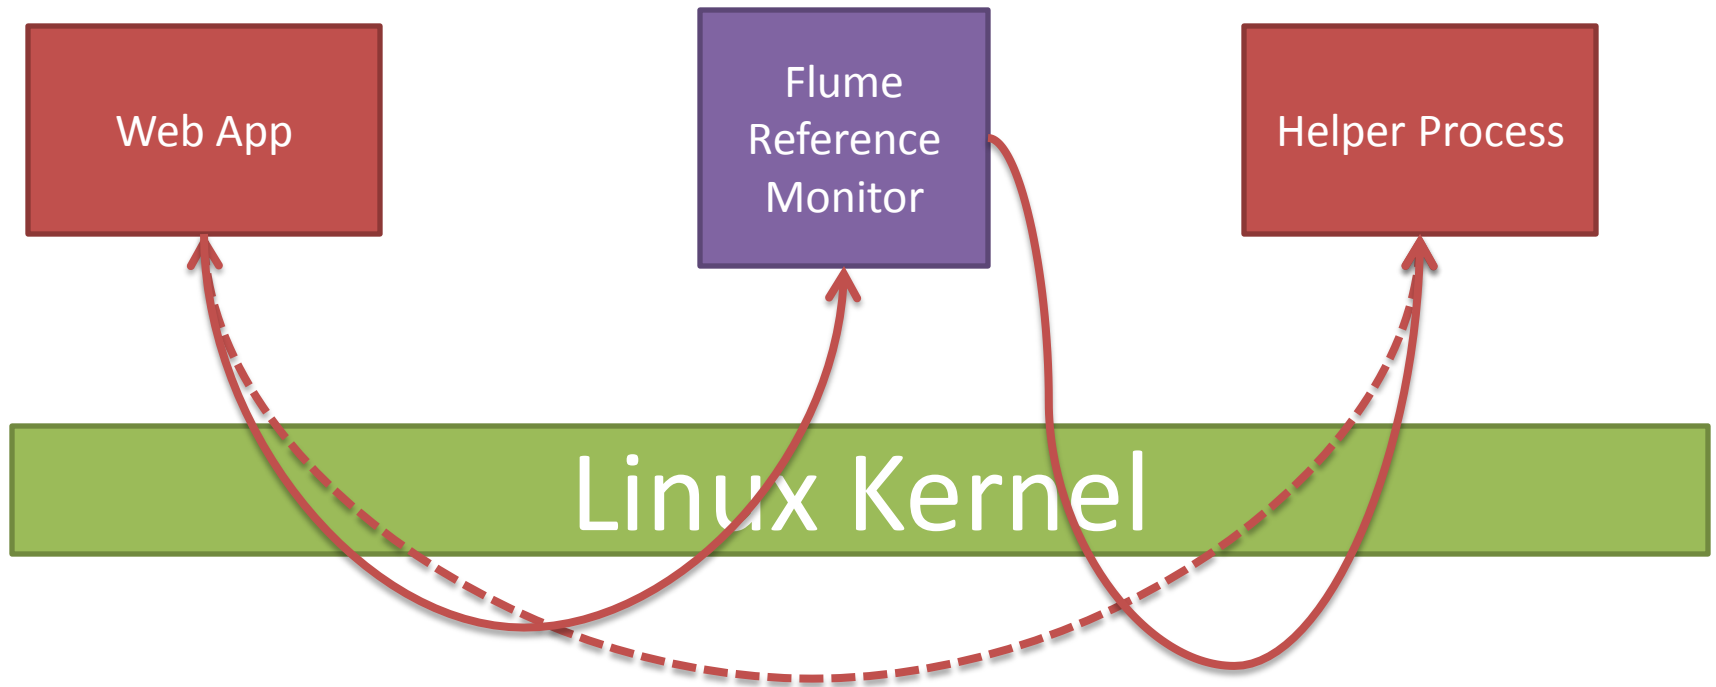 Web App
Flume
Reference
Monitor
Helper Process
Linux Kernel